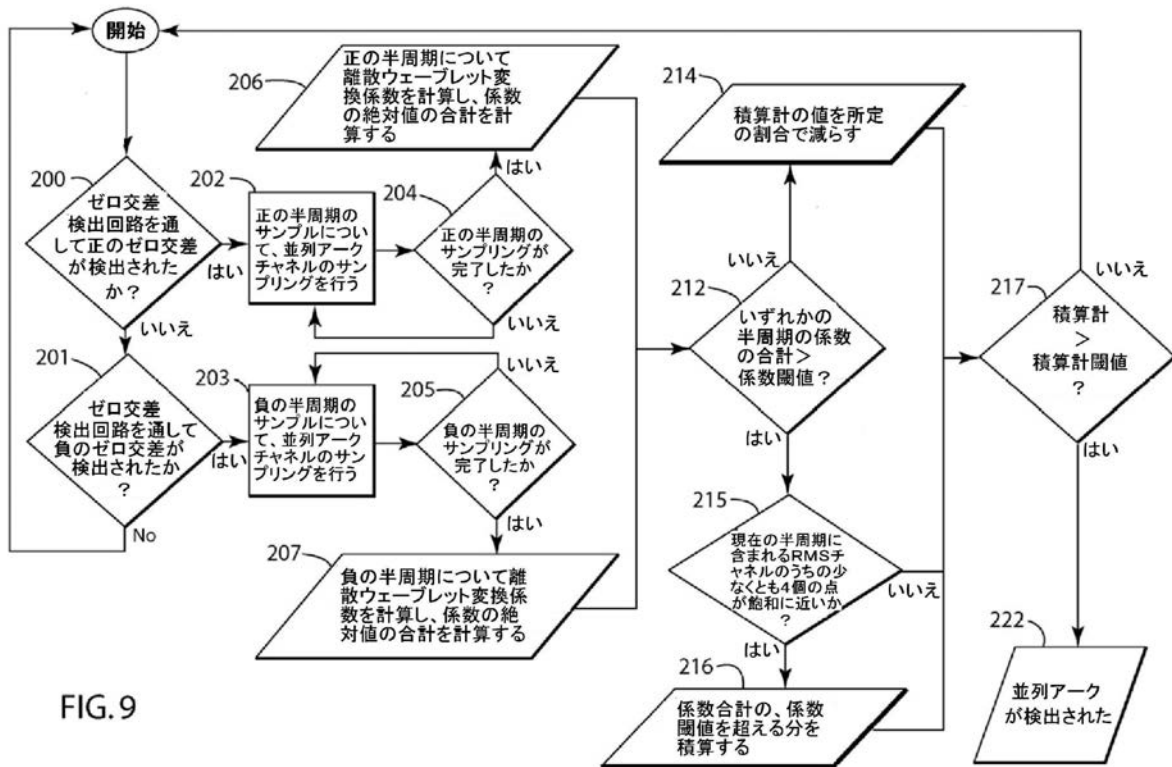 開始
206
正の半周期について
離散ウェーブレット変
換係数を計算し、係数
の絶対値の合計を計
算する
214
積算計の値を所定
の割合で減らす
200
ゼロ交差
検出回路を通
して正のゼロ交差
が検出された
か?
はい
いいえ
202
正の半周期の
サンプルについ
て、並列アーク
チャネルのサン
プリングを行う
204
正の半周期の
サンプリングが
完了したか
?
はい
いいえ
212
いずれかの
半周期の係数
の合計>
係数閾値?
いいえ
はい
217
積算計
>
積算計閾値
?
いいえ
はい
201
ゼロ交差
検出回路を通して
負のゼロ交差が
検出されたか
?
はい
No
203
負の半周期の
サンプルについ
て、並列アーク
チャネルのサン
プリングを行う
205
負の半周期の
サンプリングが
完了したか
?
いいえ
はい
215
現在の半周期に
含まれるRMSチ
ャネルのうちの少
なくとも4個の点
が飽和に近いか
?
いいえ
はい
207
負の半周期について離
散ウェーブレット変換係
数を計算し、係数の絶
対値の合計を計算する
216
係数合計の、係数
閾値を超える分を
積算する
222
並列アーク
が検出された
FIG. 9